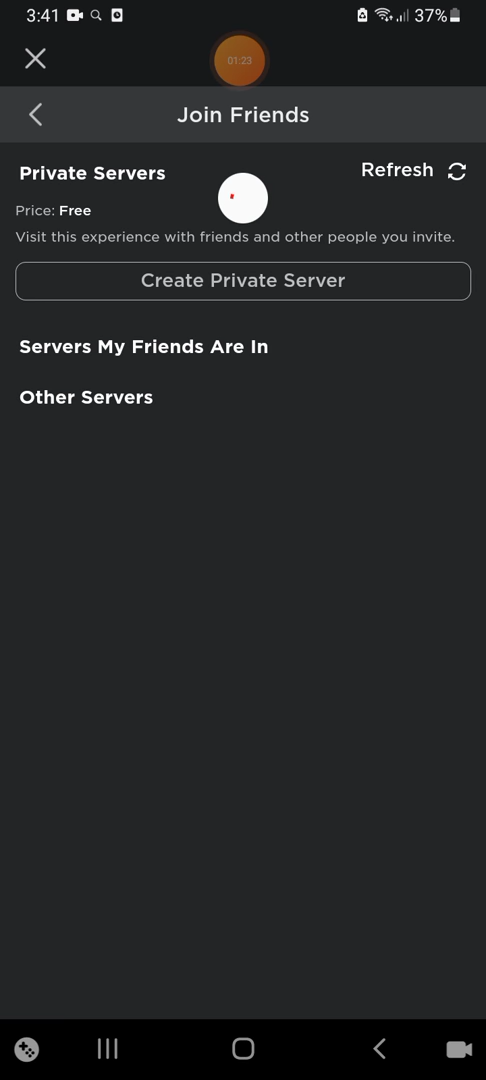 3:41
37%
01:23
Join Friends
Private Servers
Refresh
Price: Free
Visit this experience with friends and other people you invite.
Create Private Server
Servers My Friends Are In
Other Servers